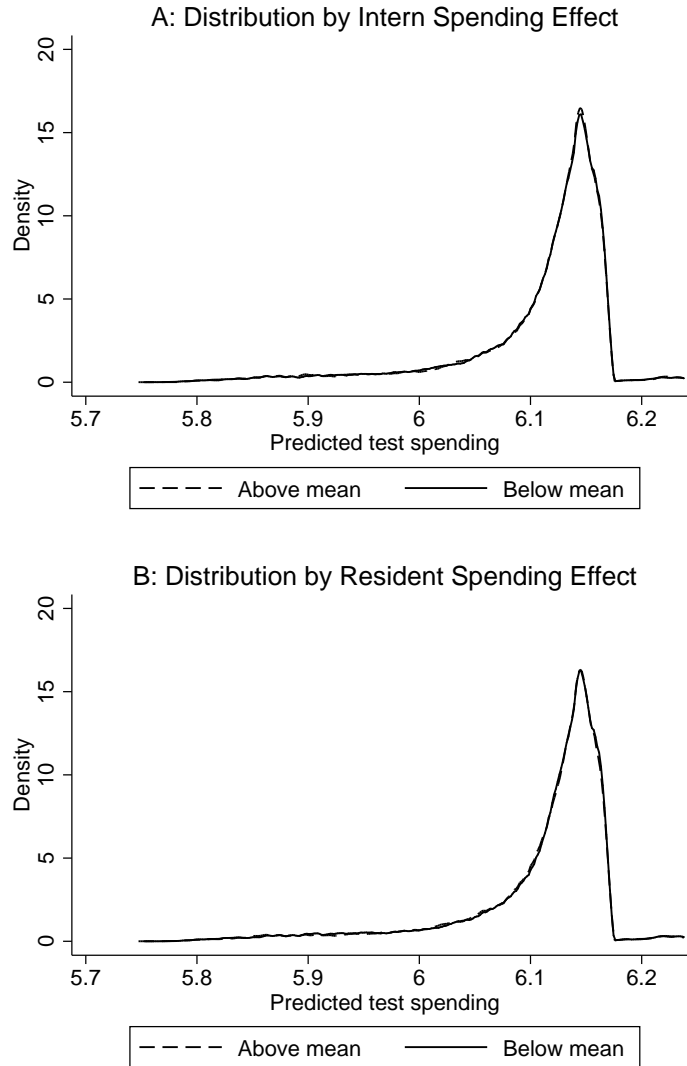 A: Distribution by Intern Spending Effect
20
15
10
5
0
Density
5.7 5.8 5.9 6 6.1 6.2
Predicted test spending
Above mean Below mean
B: Distribution by Resident Spending Effect
20
15
10
5
0
Density
5.7 5.8 5.9 6 6.1 6.2
Predicted test spending
Above mean Below mean